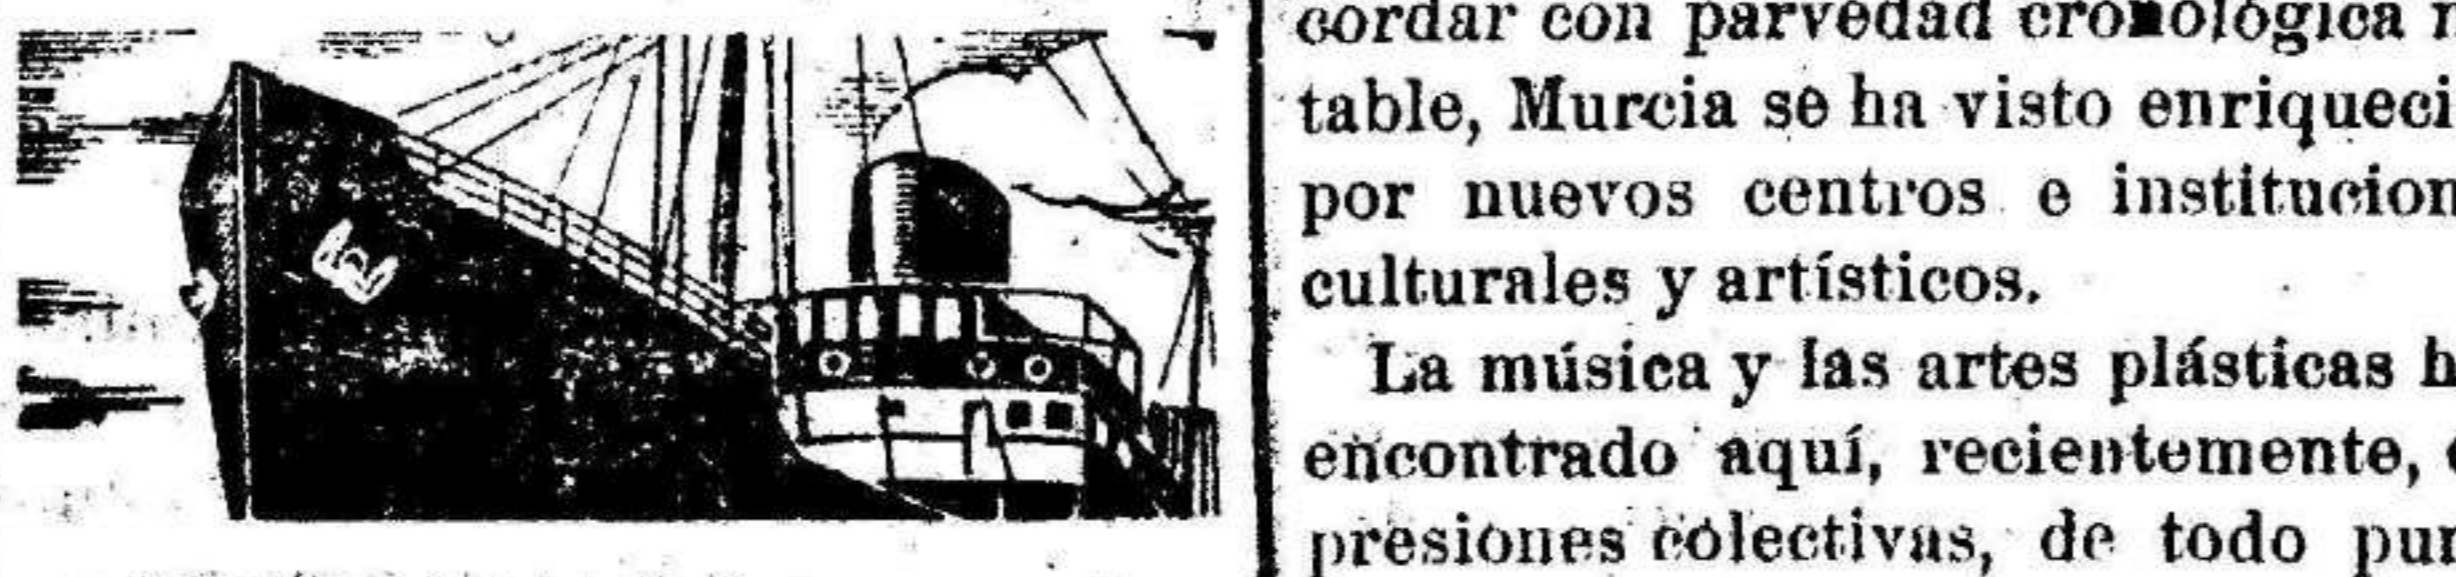 cordar con parvedad cronológica
table, Murcia se ha visto enriqueci
por nuevos centros e institucion
culturales y artísticos.
La música y las artes plásticas h
encontrado aquí, recientemente,
presiones colectivas, de todo pun